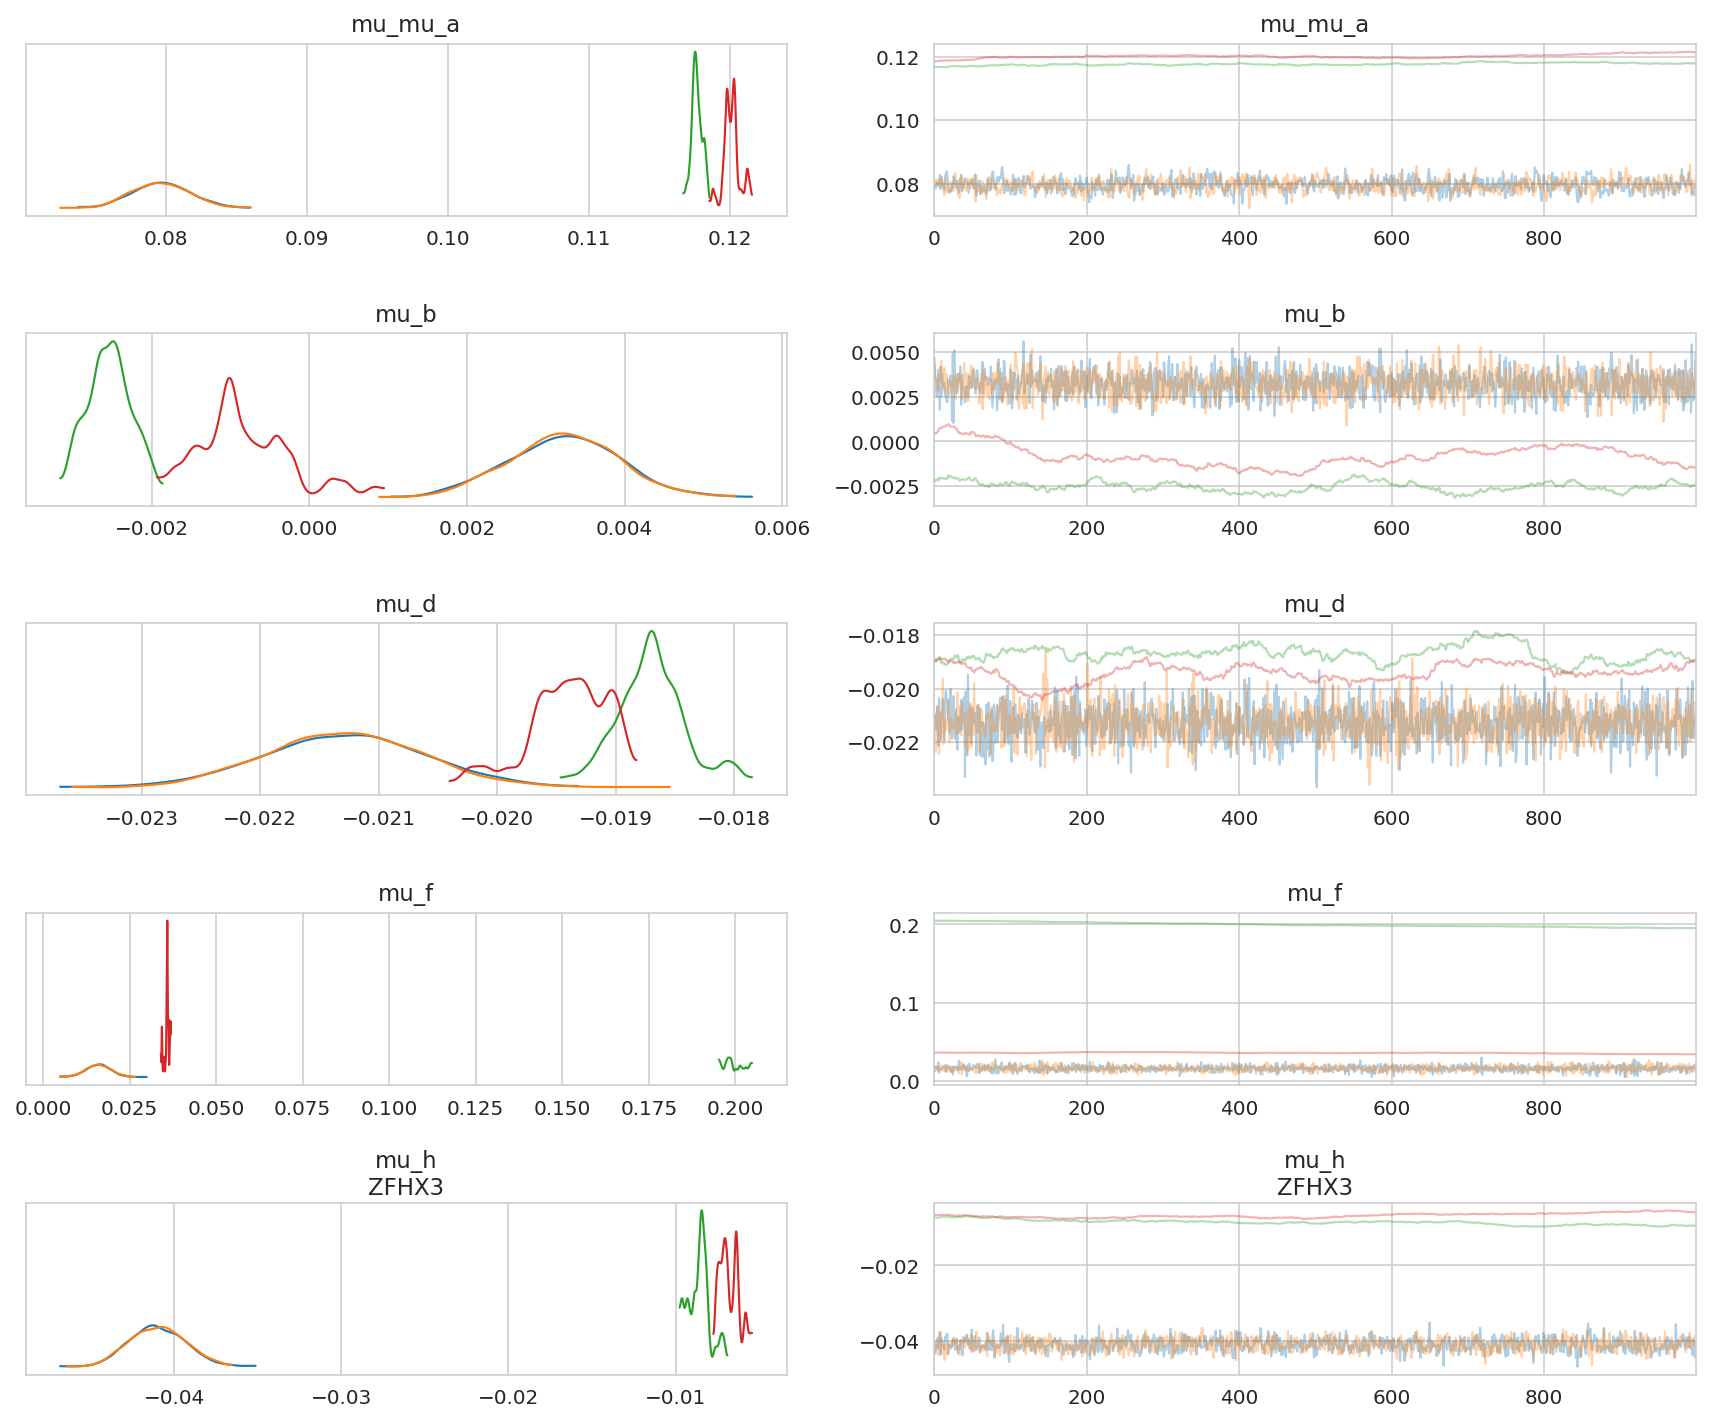 mu_mu_a
0.08 0.09 0.10 0.11 0.12
mu_mu_a
0.12
0.10
0.08
0 200 400 600 800
mu_b
−0.002 0.000 0.002 0.004 0.006
mu_b
0.0050
0.0025
0.0000
−0.0025
0 200 400 600 800
mu_d
−0.023 −0.022 −0.021 −0.020 −0.019 −0.018
mu_d
−0.018
−0.020
−0.022
0 200 400 600 800
mu_f
0.000 0.025 0.050 0.075 0.100 0.125 0.150 0.175 0.200
mu_f
0.2
0.1
0.0
0 200 400 600 800
mu_h
ZFHX3
−0.04 −0.03 −0.02 −0.01
mu_h
ZFHX3
−0.02
−0.04
0 200 400 600 800